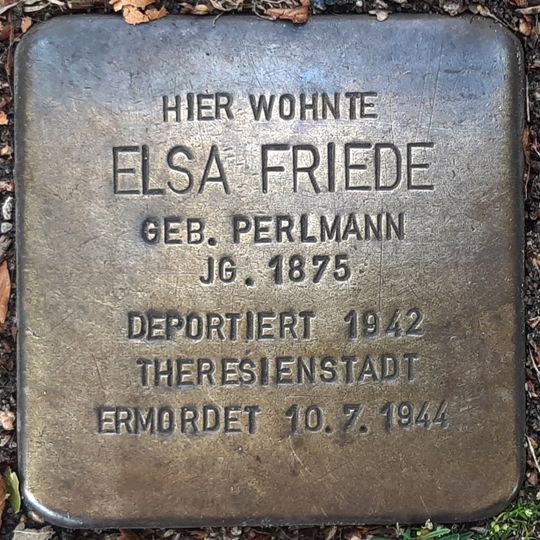 HIER WOHNTE
ELSA FRIEDE
GEB. PERLMANN
JG. 1875
DEPORTIERT 1942
THERESIENSTADT
ERMORDET 10.7.1944